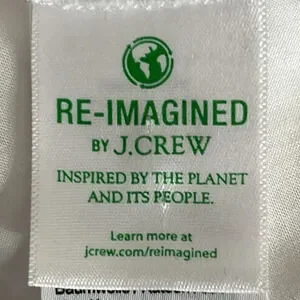 RE-IMAGINED
BY J.CREW
INSPIRED BY THE PLANET
AND ITS PEOPLE.
Learn more at
jcrew.com/reimagined